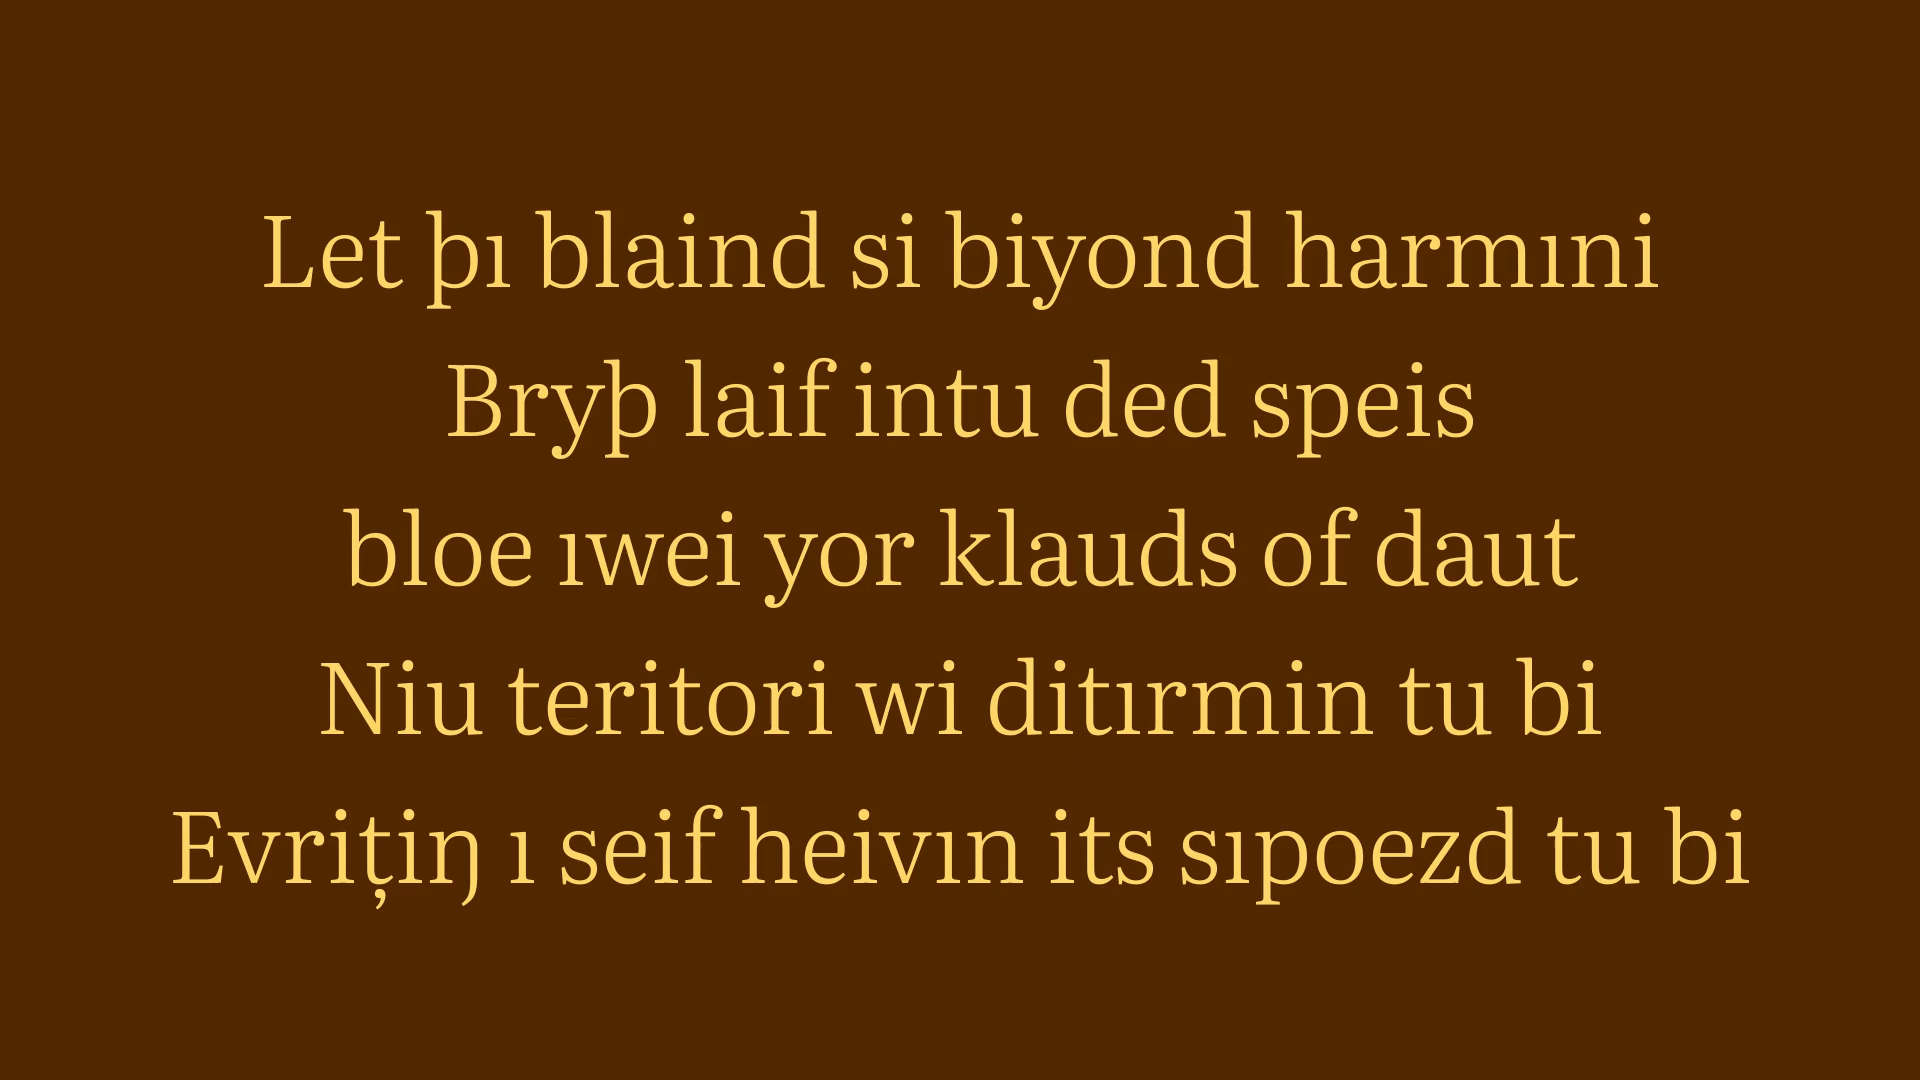 Let þı blaind si biyond harmıni
Bryþ laif intu ded speis
bloe ıwei yor klauds of daut
Niu teritori wi ditırmin tu bi
Evriţiŋ ı seif heivın its sıpoezd tu bi